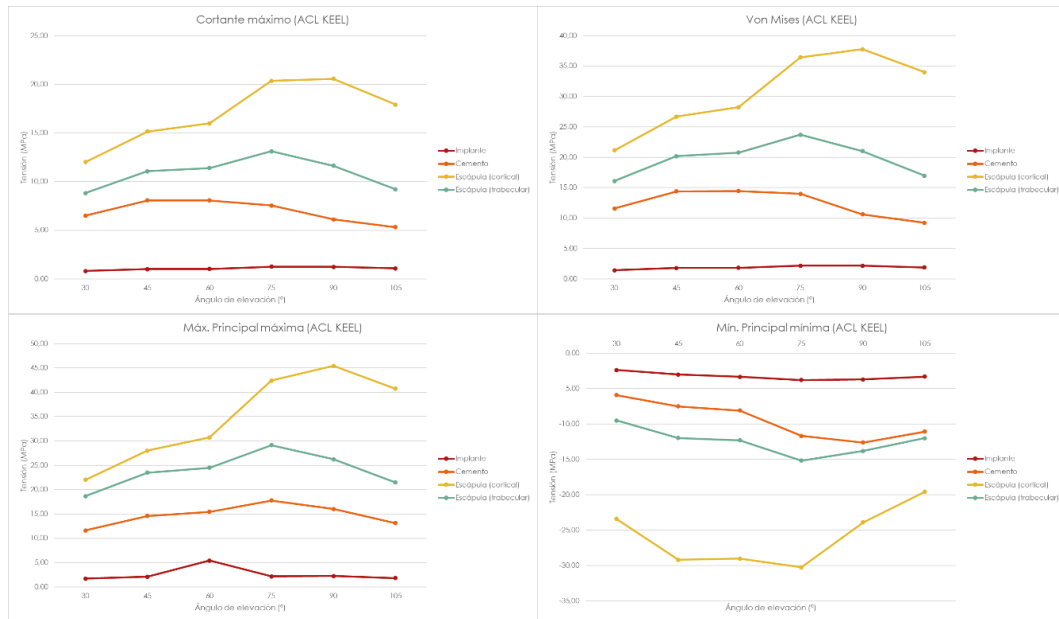 Cortante máximo (ACL KEEL)
25,00
20,00
15,00
10,00
5,00
0,00
Tensión (MPa)
30 45 60 75 90 105
Ángulo de elevación (º)
Implante
Cemento
Escápula (cortical)
Escápula (trabecular)
Von Mises (ACL KEEL)
40,00
35,00
30,00
25,00
20,00
15,00
10,00
5,00
0,00
Tensión (MPa)
30 45 60 75 90 105
Ángulo de elevación (º)
Implante
Cemento
Escápula (cortical)
Escápula (trabecular)
Máx. Principal máxima (ACL KEEL)
50,00
45,00
40,00
35,00
30,00
25,00
20,00
15,00
10,00
5,00
0,00
Tensión (MPa)
30 45 60 75 90 105
Ángulo de elevación (º)
Implante
Cemento
Escápula (cortical)
Escápula (trabecular)
Mín. Principal mínima (ACL KEEL)
30 45 60 75 90 105
0,00
-5,00
-10,00
-15,00
-20,00
-25,00
-30,00
-35,00
Tensión (MPa)
Ángulo de elevación (º)
Implante
Cemento
Escápula (cortical)
Escápula (trabecular)